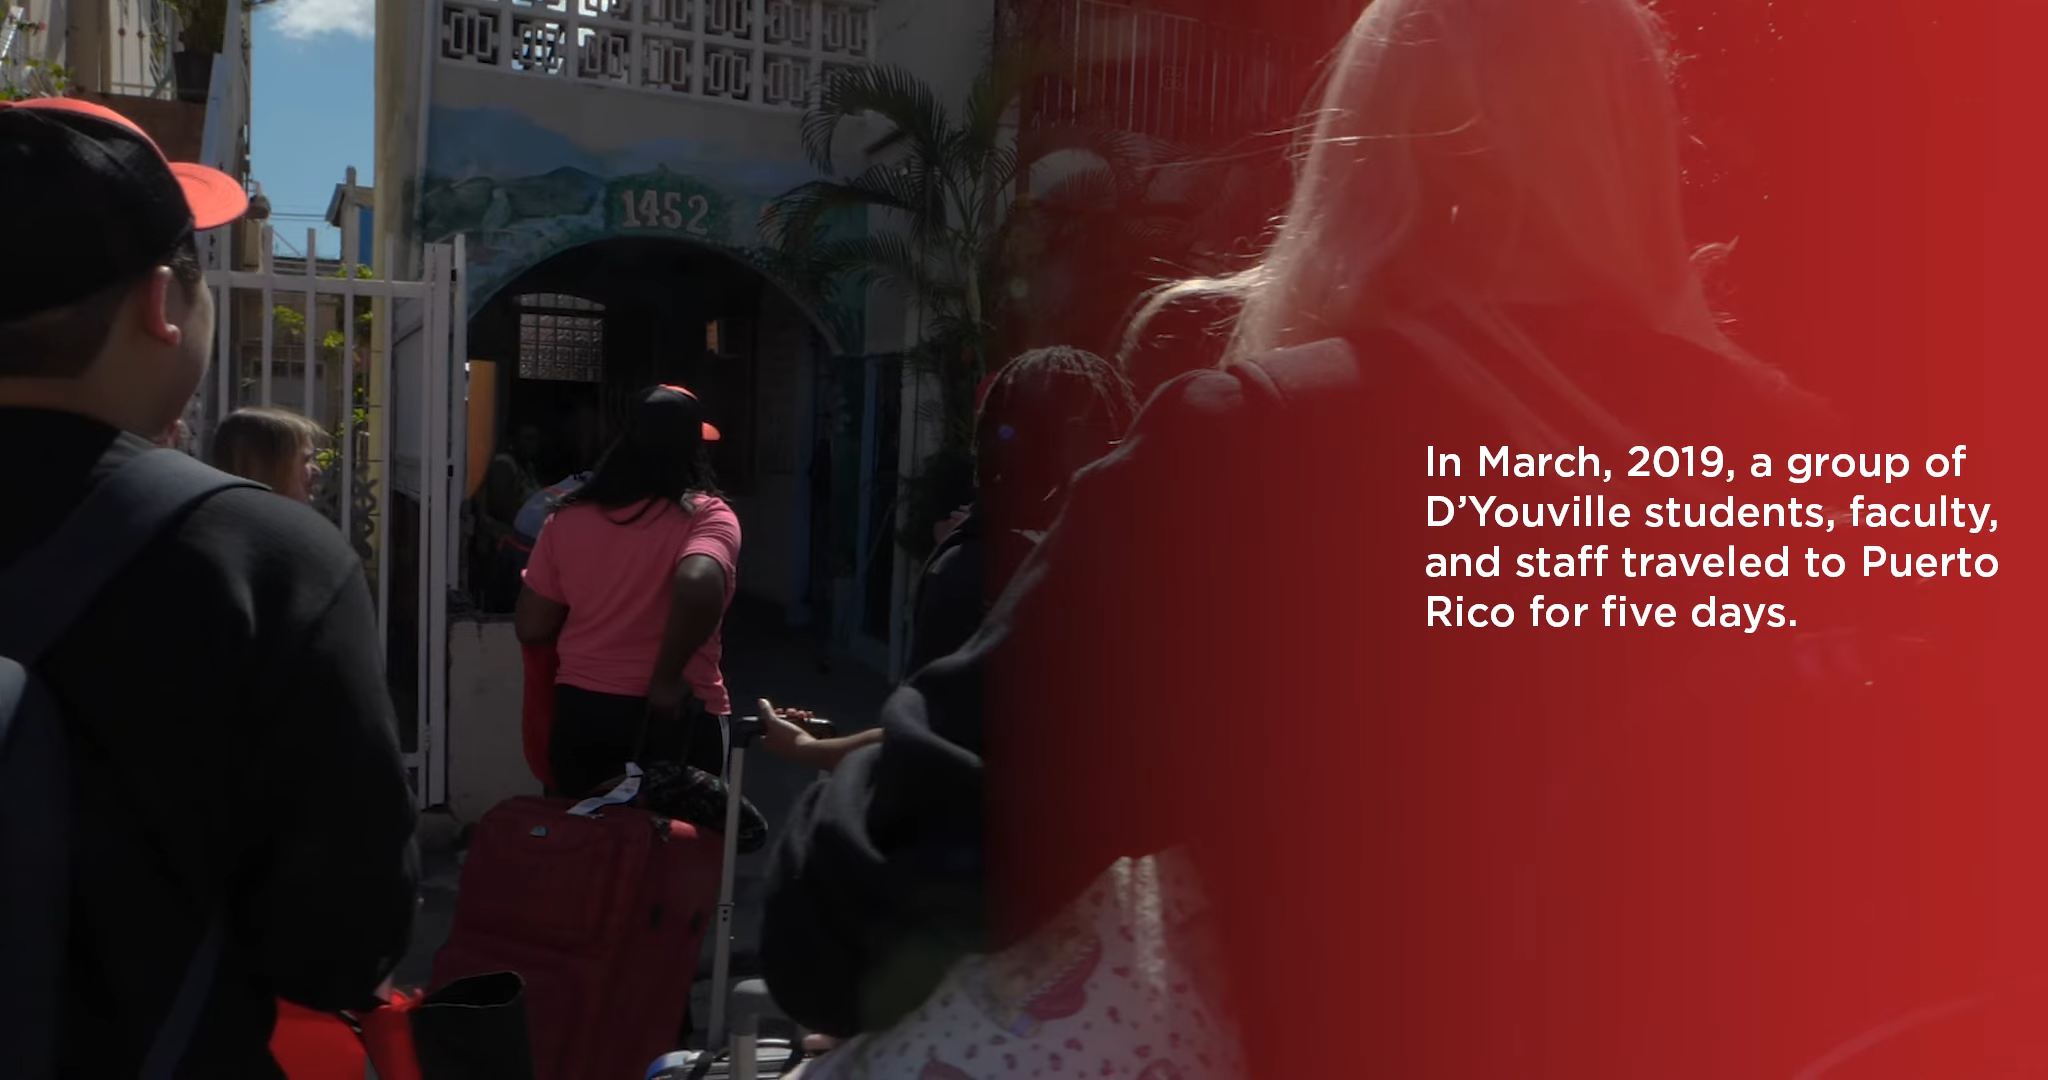 1452
In March, 2019, a group of
D’Youville students, faculty,
and staff traveled to Puerto
Rico for five days.